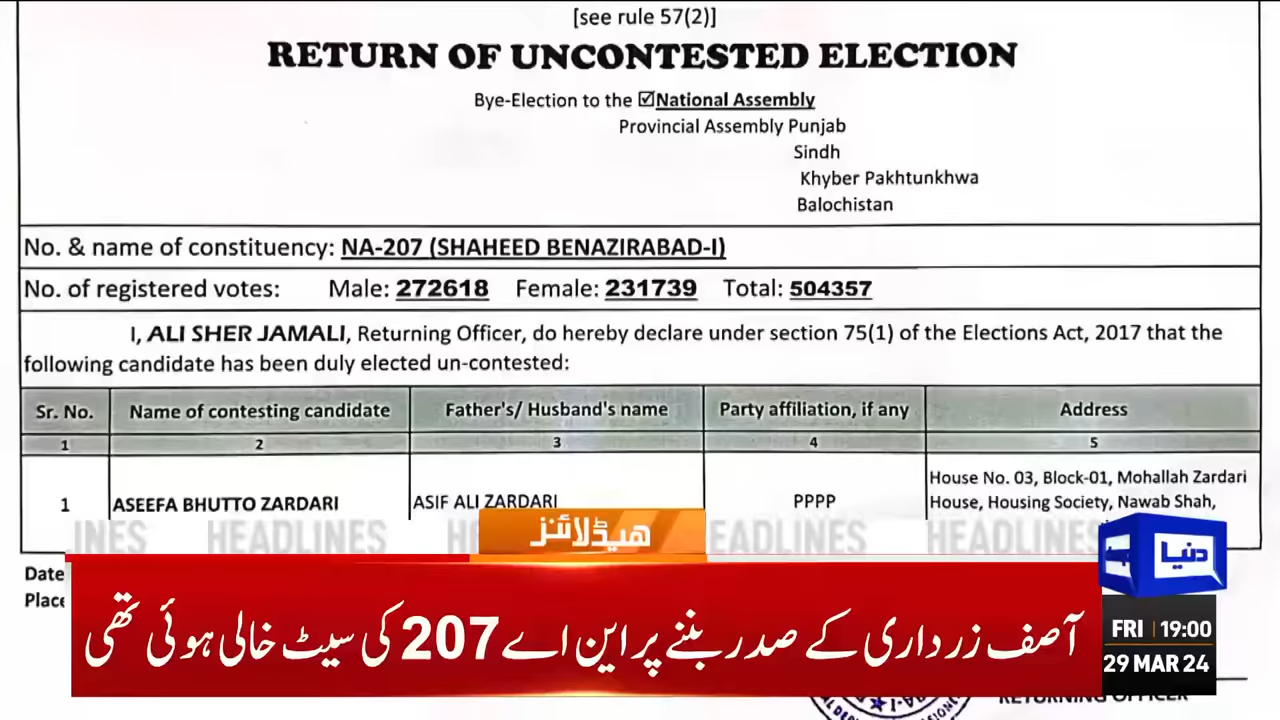 [see rule 57(2)]
RETURN OF UNCONTESTED ELECTION
Bye-Election to the ☑National Assembly
Provincial Assembly Punjab
Sindh
Khyber Pakhtunkhwa
Balochistan
No. & name of constituency: NA-207 (SHAHEED BENAZIRABAD-I)
No. of registered votes: Male: 272618 Female: 231739 Total: 504357
I, ALI SHER JAMALI, Returning Officer, do hereby declare under section 75(1) of the Elections Act, 2017 that the
following candidate has been duly elected un-contested:
Sr. No. Name of contesting candidate Father's/ Husband's name Party affiliation, if any Address
1 2 3 4 5
1 ASEEFA BHUTTO ZARDARI ASIF ALI ZARDARI PPPP House No. 03, Block-01, Mohallah Zardari
House, Housing Society, Nawab Shah,
HEADLINES HEADLINES HEADLINES
ہیڈلائنز
دنیا
Date
Place
آصف زرداری کے صدر بننے پر این اے 207 کی سیٹ خالی ہوئی تھی
FRI 19:00
29 MAR 24
RETURNING OFFICER